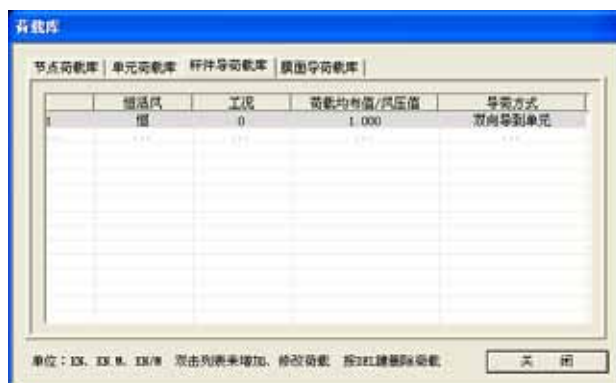 荷载库
节点荷载库 单元荷载库 杆件导荷载库 膜面导荷载库
恒活风 工况 荷载均布值/风压值 导荷方式
1 恒 0 1.000 双向导到单元
... ... ... ...
单位：KN、KN M、KN/M 双击列表来增加、修改荷载 按DEL键删除荷载 关 闭